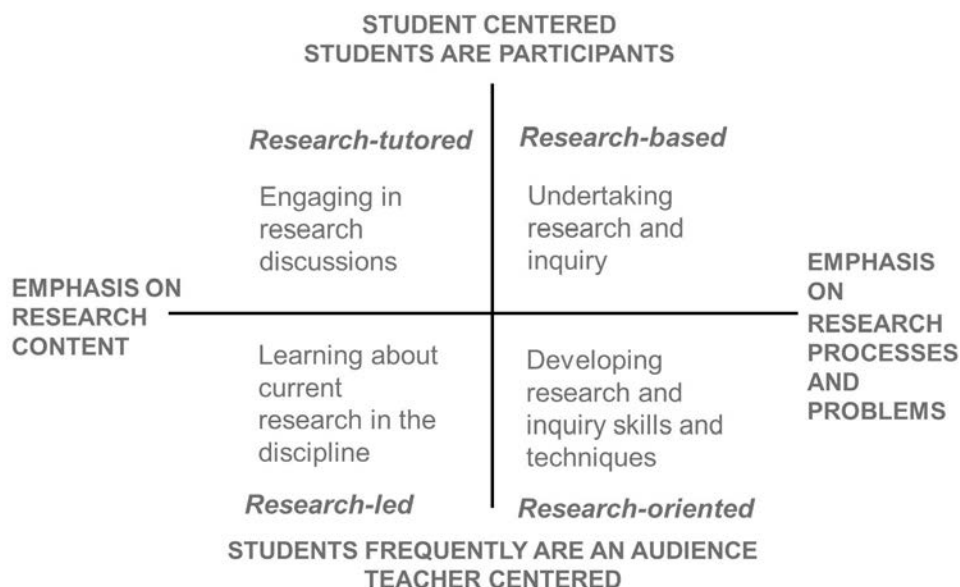 STUDENT CENTERED
STUDENTS ARE PARTICIPANTS
Research-tutored
Engaging in
research
discussions
Research-based
Undertaking
research and
inquiry
EMPHASIS ON
RESEARCH
CONTENT
EMPHASIS
ON
RESEARCH
PROCESSES
AND
PROBLEMS
Learning about
current
research in the
discipline
Research-led
Developing
research and
inquiry skills and
techniques
Research-oriented
STUDENTS FREQUENTLY ARE AN AUDIENCE
TEACHER CENTERED